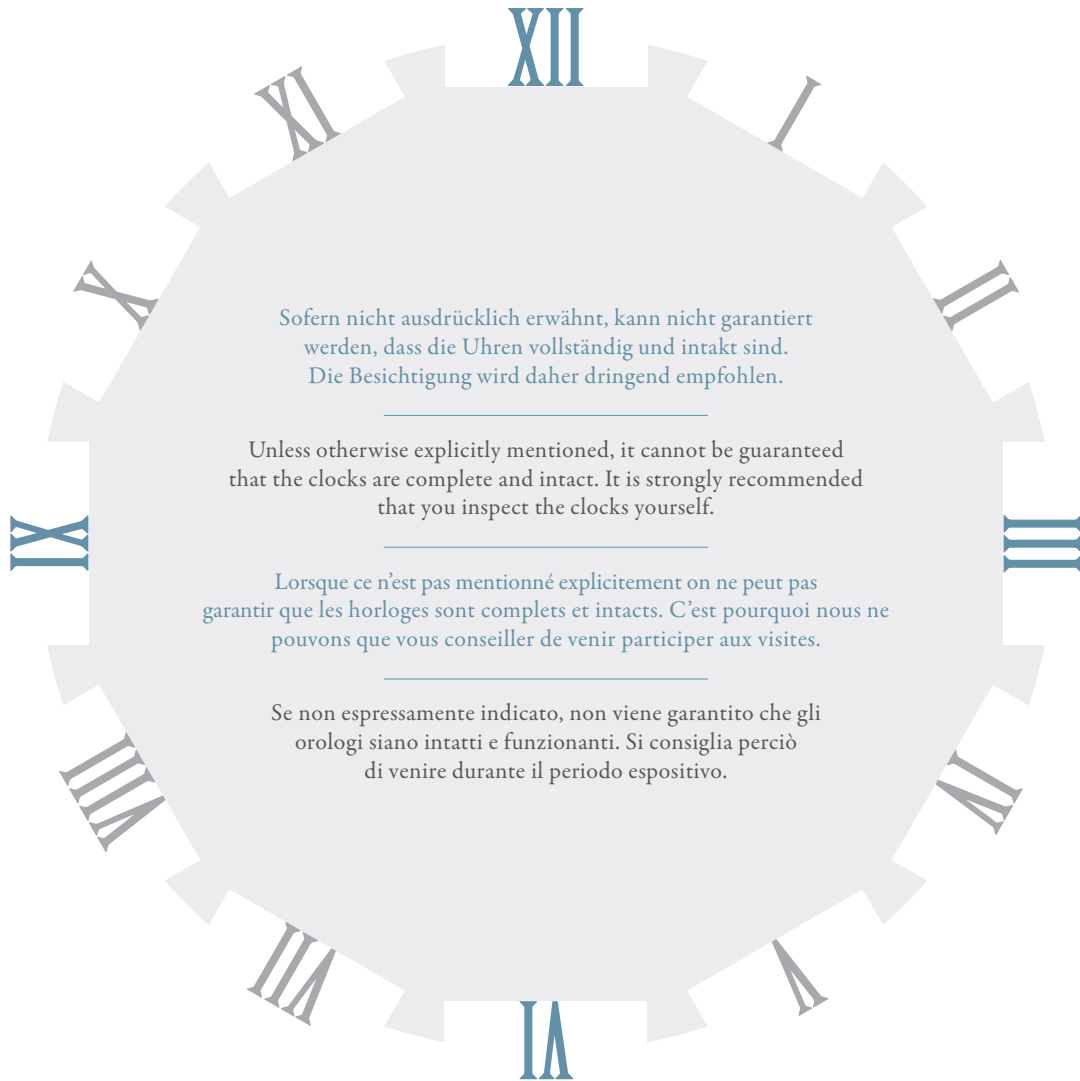 XII
I
II
III
IV
V
VI
VII
VIII
IX
X
XI
Sofern nicht ausdrücklich erwähnt, kann nicht garantiert
werden, dass die Uhren vollständig und intakt sind.
Die Besichtigung wird daher dringend empfohlen.
Unless otherwise explicitly mentioned, it cannot be guaranteed
that the clocks are complete and intact. It is strongly recommended
that you inspect the clocks yourself.
Lorsque ce n’est pas mentionné explicitement on ne peut pas
garantir que les horloges sont complets et intacts. C’est pourquoi nous ne
pouvons que vous conseiller de venir participer aux visites.
Se non espressamente indicato, non viene garantito che gli
orologi siano intatti e funzionanti. Si consiglia perciò
di venire durante il periodo espositivo.